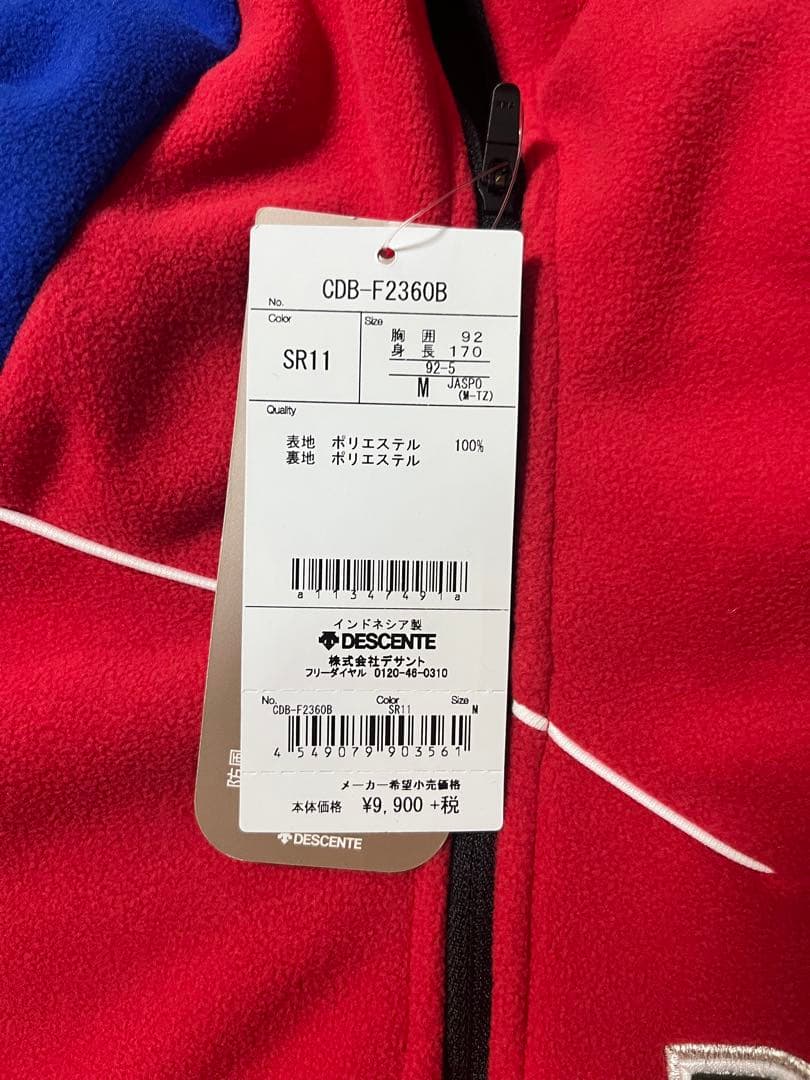 No. CDB-F2360B
Color Size
SR11
胸 囲 92
身 長 170
92-5
M JASPO
(M-TZ)
Quality
表地 ポリエステル 100%
裏地 ポリエステル
a11347491a
インドネシア製
DESCENTE
株式会社デサント
フリーダイヤル 0120-46-0310
No. Color Size
CDB-F2360B SR11 M
4549079903561
メーカー希望小売価格
本体価格 ¥9,900+税
防風
DESCENTE